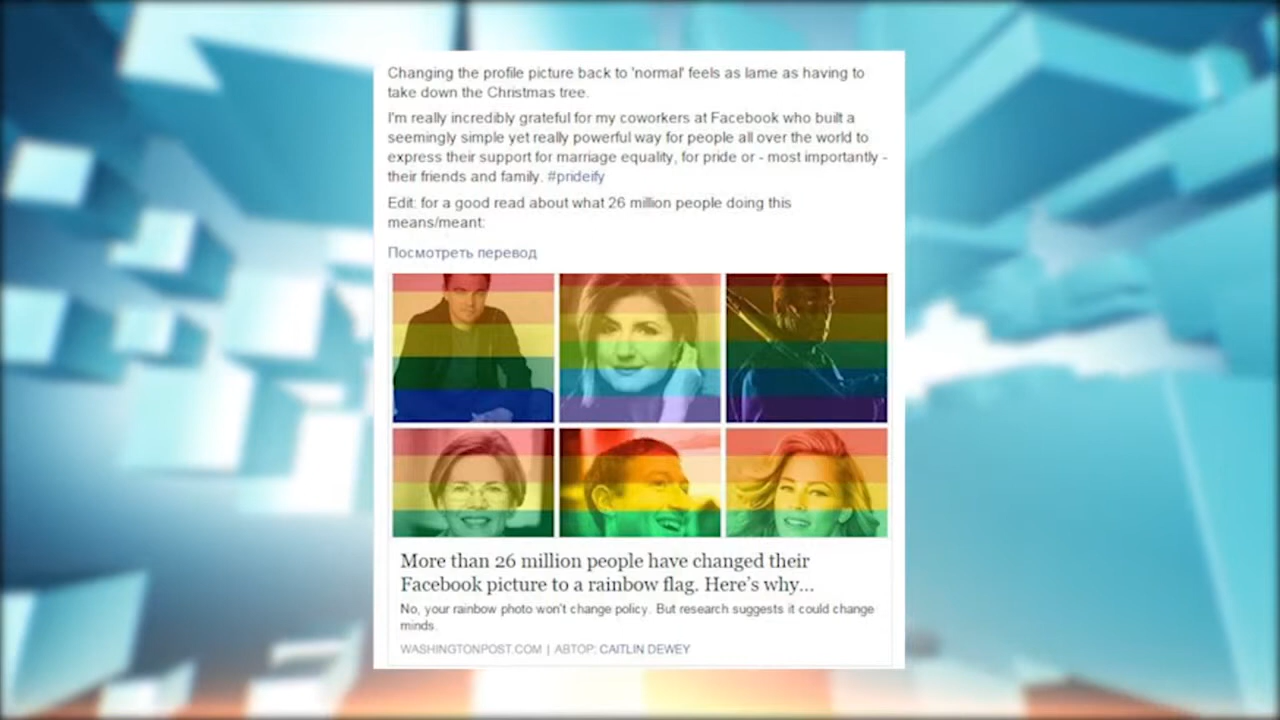 Changing the profile picture back to 'normal' feels as lame as having to
take down the Christmas tree.
I'm really incredibly grateful for my coworkers at Facebook who built a
seemingly simple yet really powerful way for people all over the world to
express their support for marriage equality, for pride or - most importantly -
their friends and family. #prideify
Edit: for a good read about what 26 million people doing this
means/meant:
Посмотреть перевод
More than 26 million people have changed their
Facebook picture to a rainbow flag. Here's why...
No, your rainbow photo won't change policy. But research suggests it could change
minds.
WASHINGTONPOST.COM | АВТОР: CAITLIN DEWEY